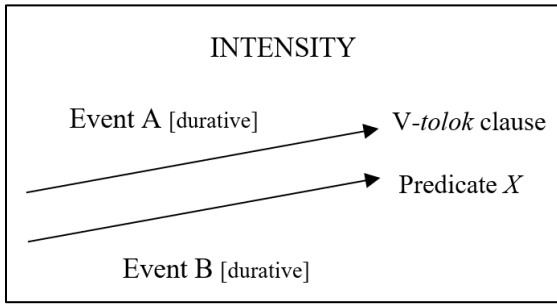 INTENSITY
Event A [durative]
V-tolok clause
Predicate X
Event B [durative]